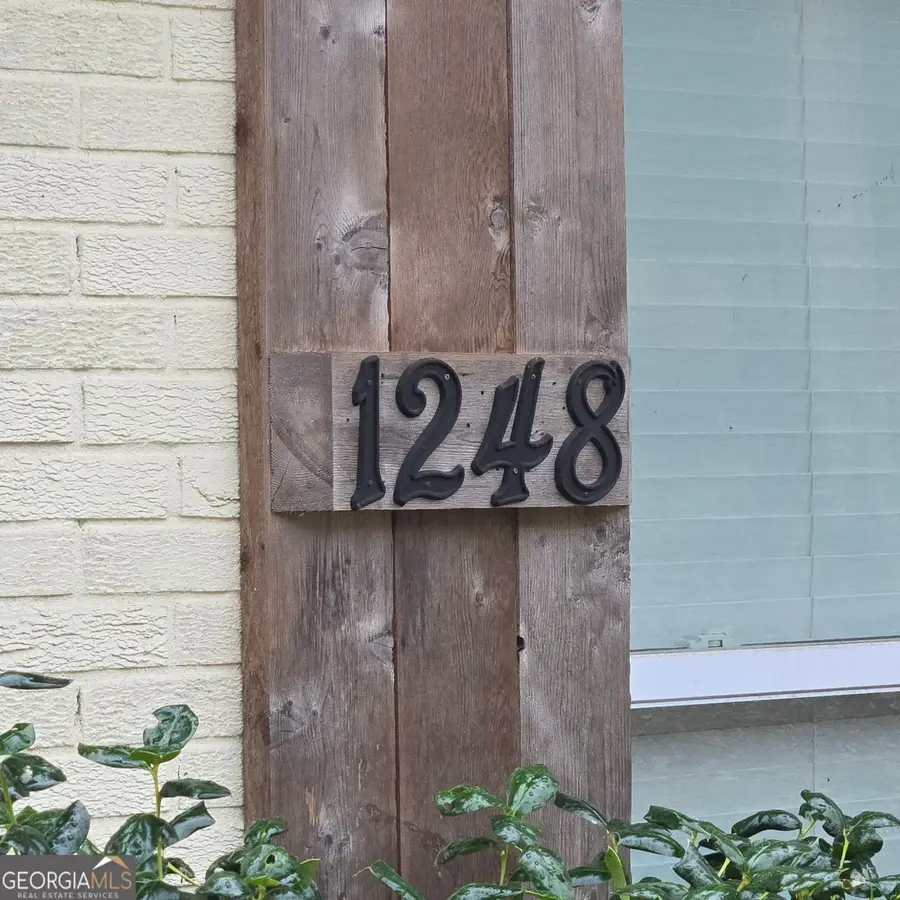 1248
GEORGIAMLS
REAL ESTATE SERVICES